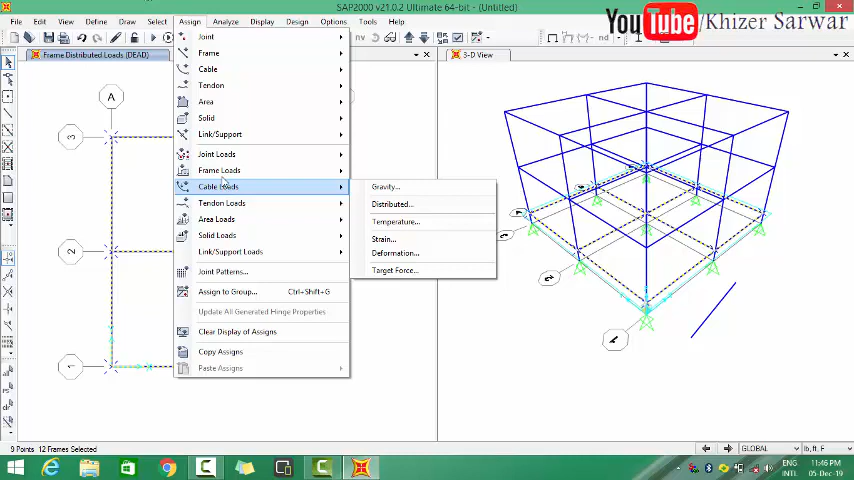 SAP2000 v21.0.2 Ultimate 64-bit - (Untitled)
YouTube/Khizer Sarwar
File Edit View Define Draw Select Assign Analyze Display Design Options Tools Help
Frame Distributed Loads (DEAD)
3-D View
Joint
Frame
Cable
Tendon
Area
Solid
Link/Support
Joint Loads
Frame Loads
Cable Loads
Tendon Loads
Area Loads
Solid Loads
Link/Support Loads
Joint Patterns...
Assign to Group... Ctrl+Shift+G
Update All Generated Hinge Properties
Clear Display of Assigns
Copy Assigns
Paste Assigns
Gravity...
Distributed...
Temperature...
Strain...
Deformation...
Target Force...
A
3
2
1
9 Points, 12 Frames Selected
GLOBAL
lb, ft, F
ENG
INTL
11:46 PM
05-Dec-19